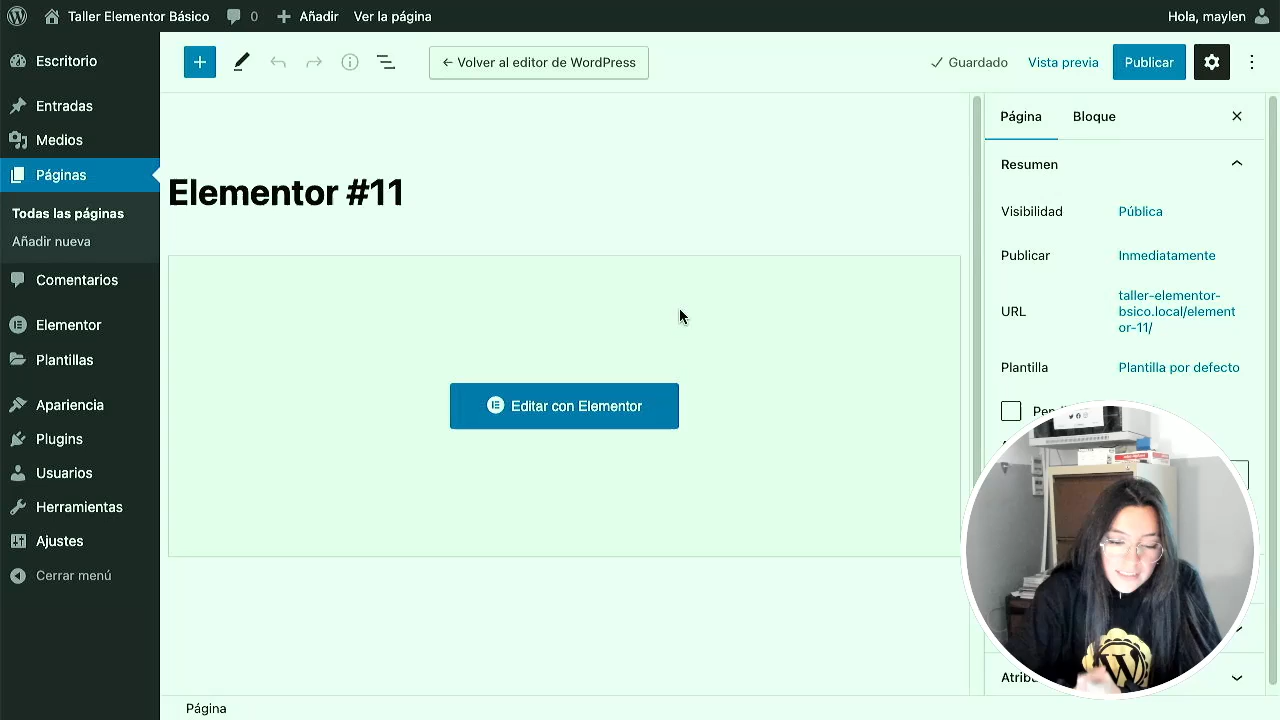 Taller Elementor Básico
0
Añadir
Ver la página
Hola, maylen
Escritorio
Entradas
Medios
Páginas
Todas las páginas
Añadir nueva
Comentarios
Elementor
Plantillas
Apariencia
Plugins
Usuarios
Herramientas
Ajustes
Cerrar menú
← Volver al editor de WordPress
Guardado
Vista previa
Publicar
Elementor #11
Editar con Elementor
Página
Bloque
Resumen
Visibilidad
Pública
Publicar
Inmediatamente
URL
taller-elementor-
bsico.local/element
or-11/
Plantilla
Plantilla por defecto
Página